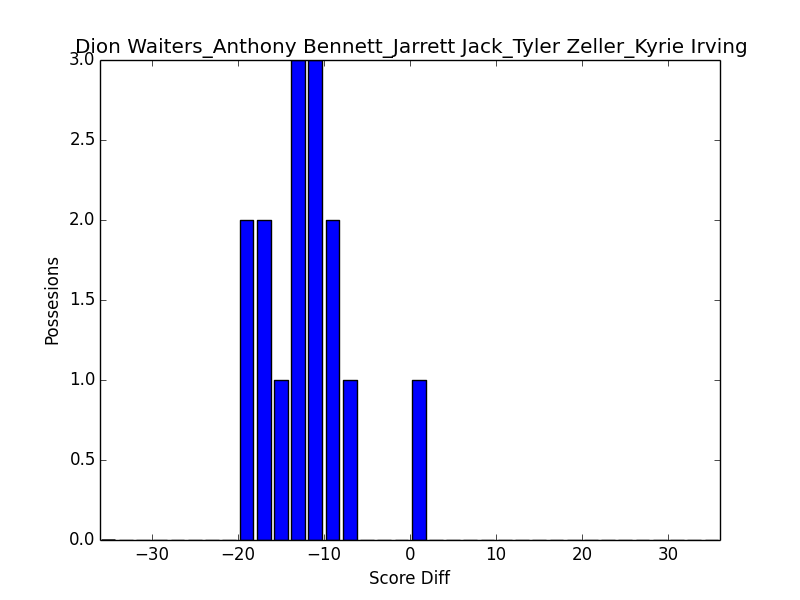 Dion Waiters_Anthony Bennett_Jarrett Jack_Tyler Zeller_Kyrie Irving
3.0
2.5
2.0
1.5
1.0
0.5
0.0
Possesions
−30 −20 −10 0 10 20 30
Score Diff